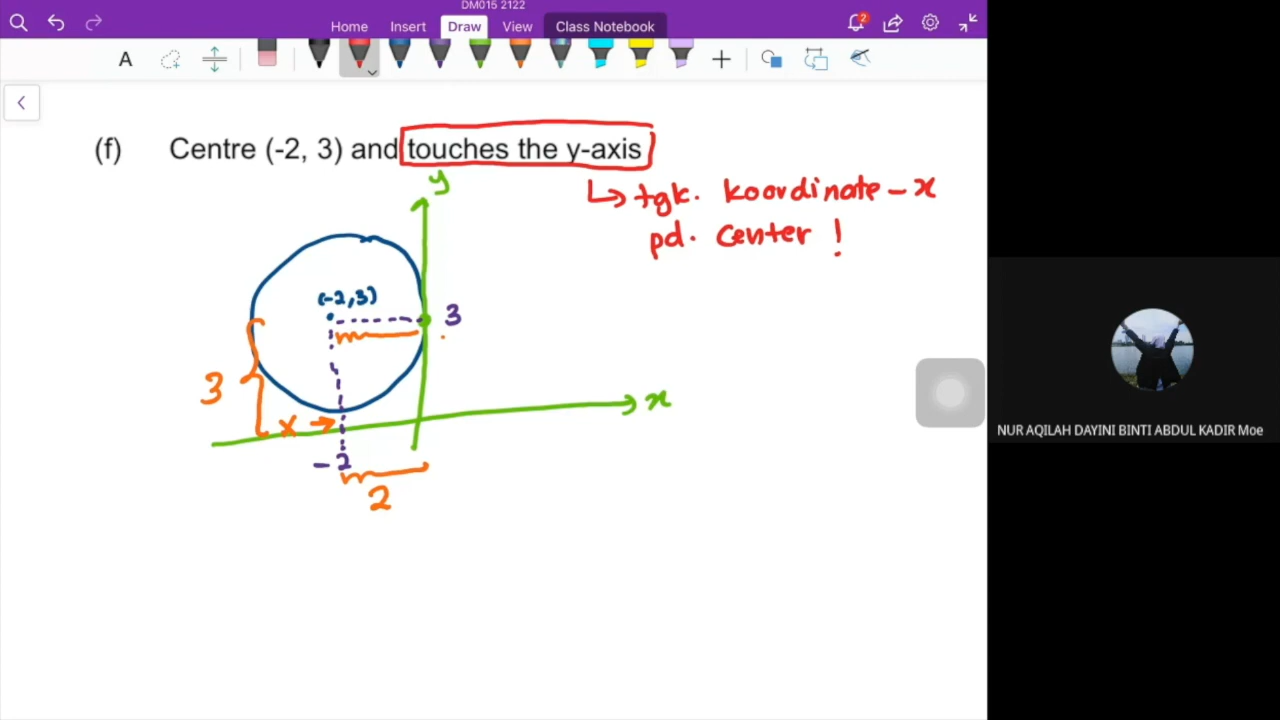 DM015 2122
Home Insert Draw View Class Notebook
2
A
(f) Centre (-2, 3) and touches the y-axis
y
↳ tgk. koordinate - x
pd. center !
(-2,3)
3
3
x
x →
-2
2
NUR AQILAH DAYINI BINTI ABDUL KADIR Moe